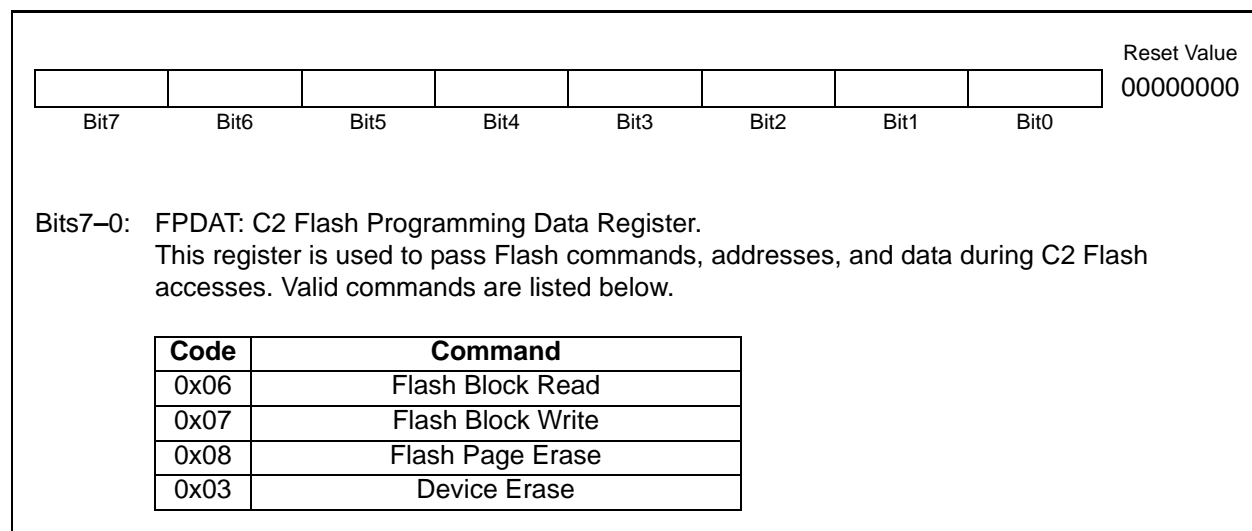 Reset Value
00000000
Bit7 Bit6 Bit5 Bit4 Bit3 Bit2 Bit1 Bit0
Bits7–0: FPDAT: C2 Flash Programming Data Register.
This register is used to pass Flash commands, addresses, and data during C2 Flash
accesses. Valid commands are listed below.
Code Command
0x06 Flash Block Read
0x07 Flash Block Write
0x08 Flash Page Erase
0x03 Device Erase